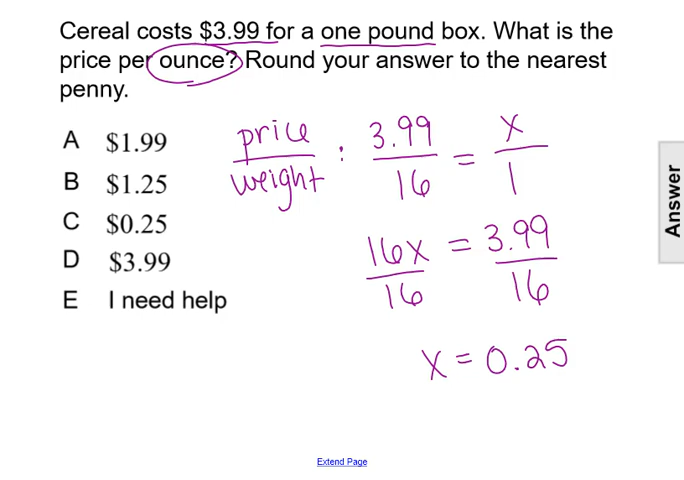 Cereal costs $3.99 for a one pound box. What is the
price per ounce? Round your answer to the nearest
penny.
A $1.99
B $1.25
C $0.25
D $3.99
E I need help
price/weight : 3.99/16 = x/1
16x/16 = 3.99/16
x = 0.25
Answer
Extend Page